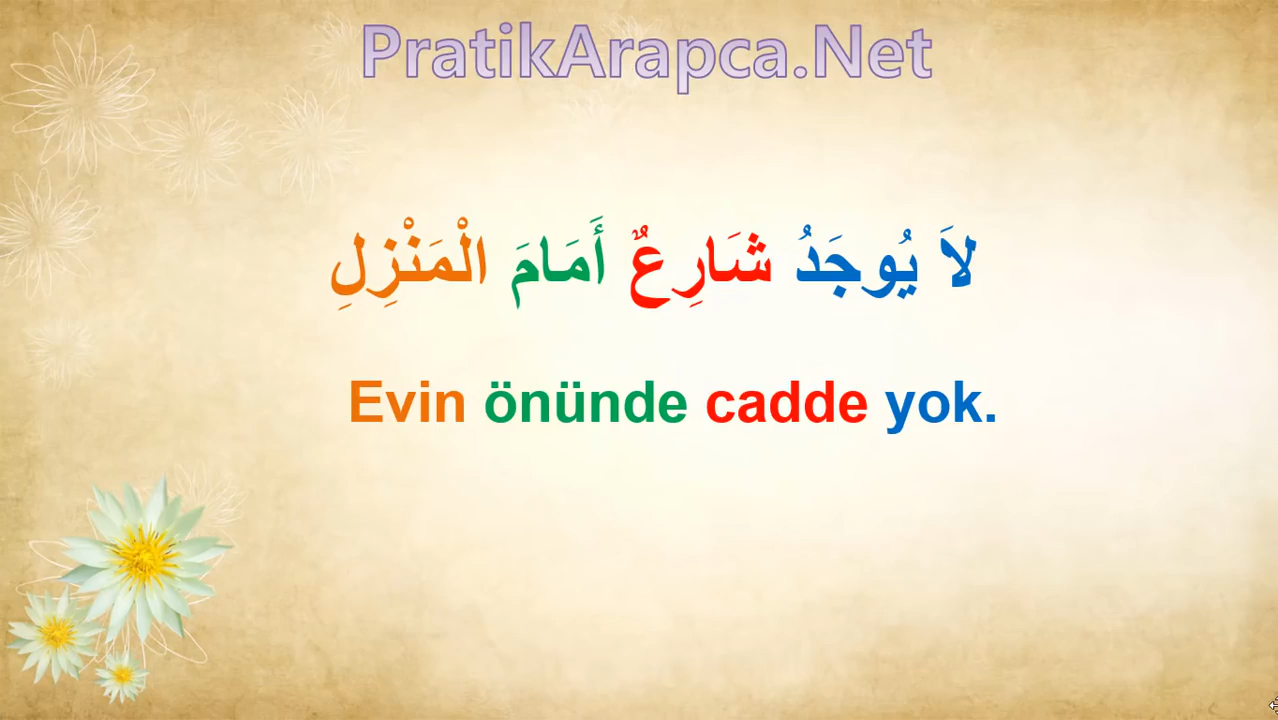 PratikArapca.Net
لاَ يُوجَدُ شَارِعٌ أَمَامَ الْمَنْزِلِ
Evin önünde cadde yok.